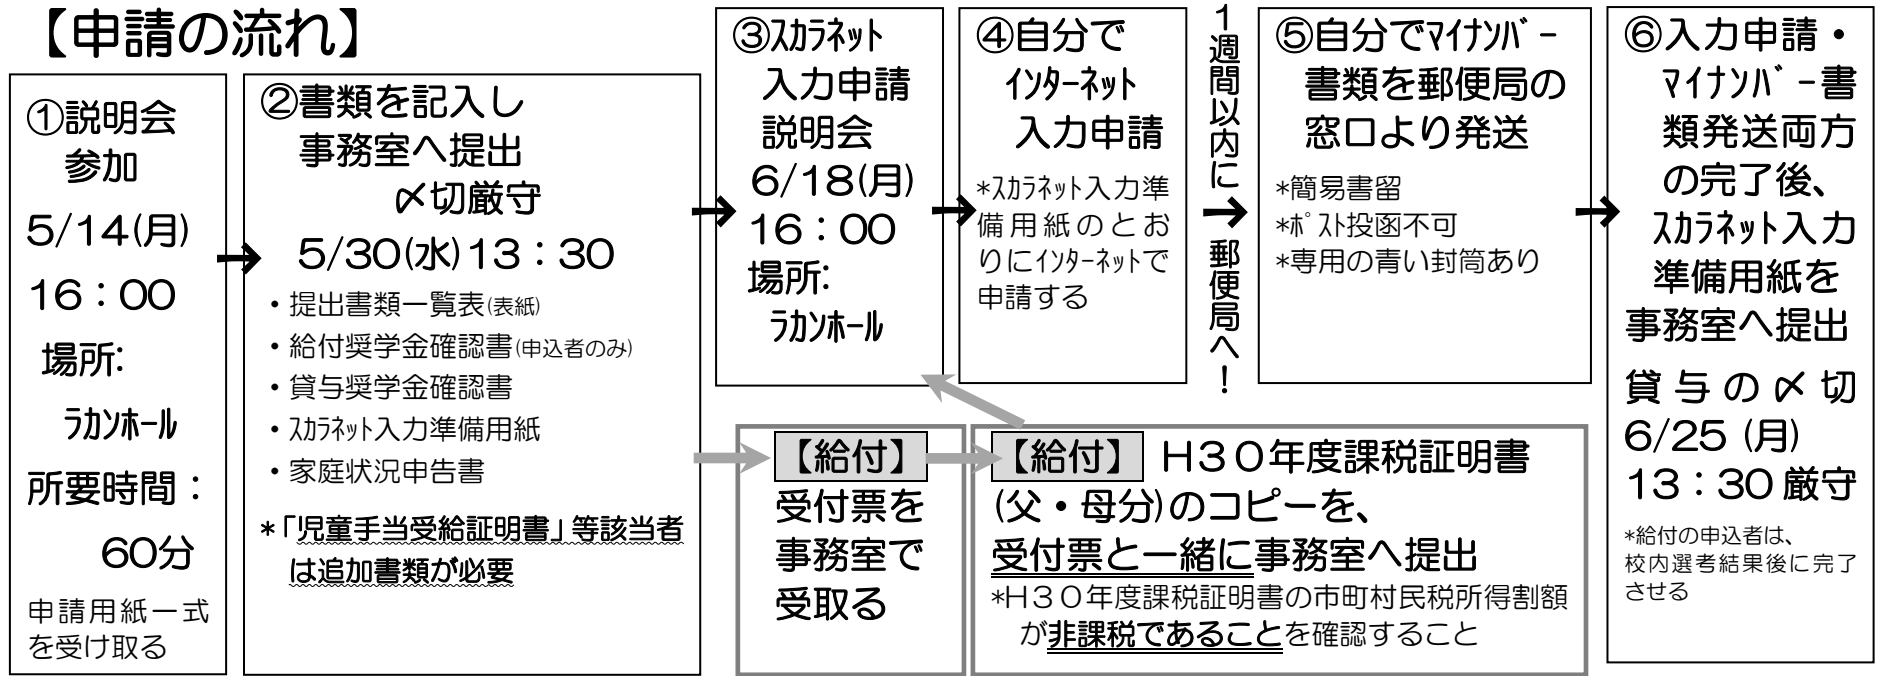 【申請の流れ】
①説明会
参加
5/14(月)
16：00
場所:
ﾗｶﾝﾎｰﾙ
所要時間：
60分
申請用紙一式
を受け取る
②書類を記入し
事務室へ提出
〆切厳守
5/30(水)13：30
・提出書類一覧表(表紙)
・給付奨学金確認書(申込者のみ)
・貸与奨学金確認書
・ｽｶﾗﾈｯﾄ入力準備用紙
・家庭状況申告書
*「児童手当受給証明書」等該当者
は追加書類が必要
③ｽｶﾗﾈｯﾄ
入力申請
説明会
6/18(月)
16：00
場所:
ﾗｶﾝﾎｰﾙ
④自分で
ｲﾝﾀｰﾈｯﾄ
入力申請
*ｽｶﾗﾈｯﾄ入力準
備用紙のとお
りにｲﾝﾀｰﾈｯﾄで
申請する
1週間以内に
郵便局へ！
⑤自分でﾏｲﾅﾝﾊﾞｰ
書類を郵便局の
窓口より発送
*簡易書留
*ﾎﾟｽﾄ投函不可
*専用の青い封筒あり
⑥入力申請・
ﾏｲﾅﾝﾊﾞｰ書
類発送両方
の完了後、
ｽｶﾗﾈｯﾄ入力
準備用紙を
事務室へ提出
貸与の〆切
6/25 (月)
13：30 厳守
*給付の申込者は、
校内選考結果後に完了
させる
【給付】
受付票を
事務室で
受取る
【給付】 Ｈ３０年度課税証明書
(父・母分)のコピーを、
受付票と一緒に事務室へ提出
*Ｈ３０年度課税証明書の市町村民税所得割額
が非課税であることを確認すること